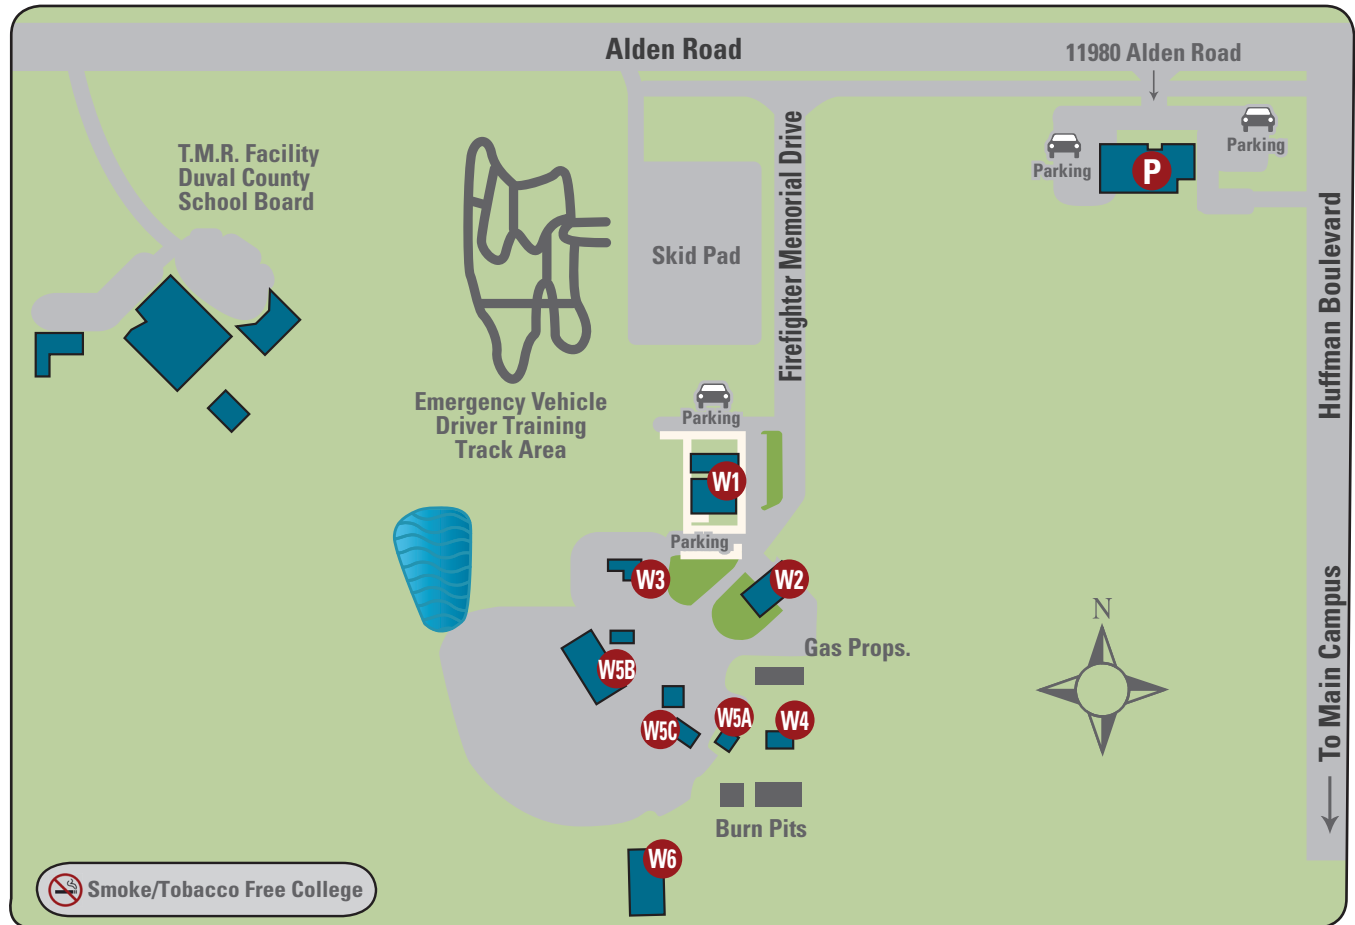 Alden Road
11980 Alden Road
Parking
Parking
P
T.M.R. Facility
Duval County
School Board
Skid Pad
Firefighter Memorial Drive
Huffman Boulevard
Emergency Vehicle
Driver Training
Track Area
Parking
W1
Parking
W3
W2
Gas Props.
W5B
W5C
W5A
W4
Burn Pits
W6
N
To Main Campus
Smoke/Tobacco Free College